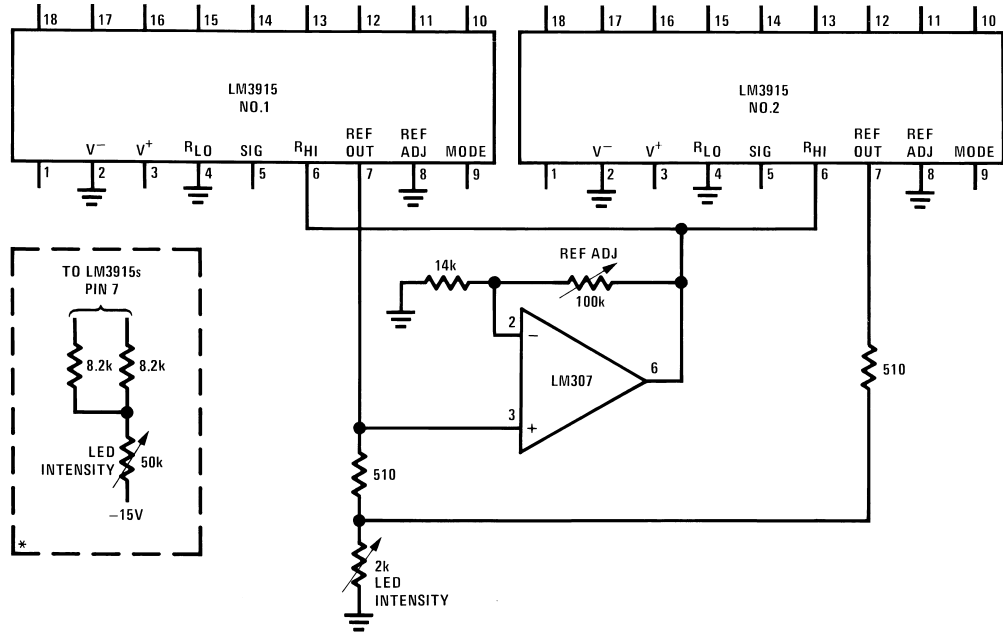 18 17 16 15 14 13 12 11 10
LM3915
NO.1
V− V+ RLO SIG RHI REF OUT REF ADJ MODE
1 2 3 4 5 6 7 8 9
18 17 16 15 14 13 12 11 10
LM3915
NO.2
V− V+ RLO SIG RHI REF OUT REF ADJ MODE
1 2 3 4 5 6 7 8 9
TO LM3915s
PIN 7
8.2k 8.2k
LED
INTENSITY
50k
−15V
*
14k
REF ADJ
100k
2
−
LM307
6
3
+
510
510
2k
LED
INTENSITY